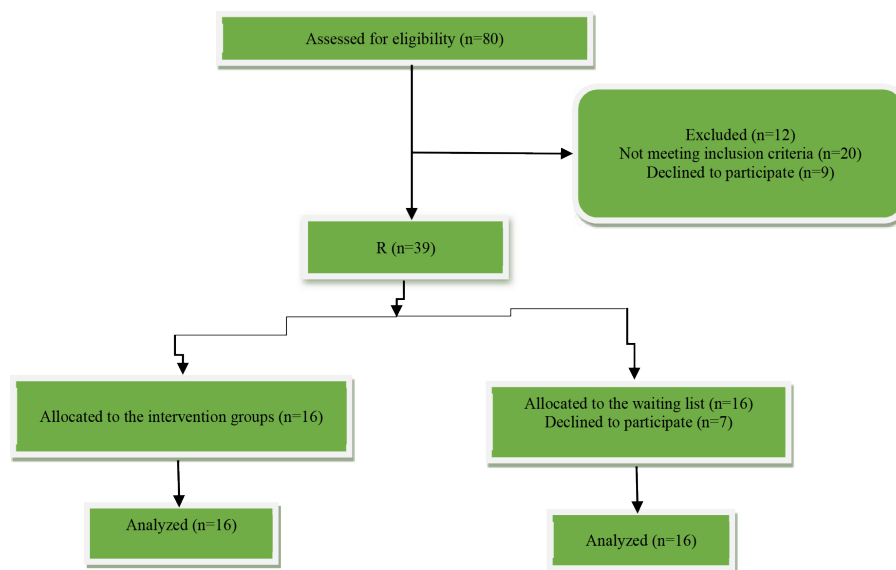 Assessed for eligibility (n=80)
Excluded (n=12)
Not meeting inclusion criteria (n=20)
Declined to participate (n=9)
R (n=39)
Allocated to the intervention groups (n=16)
Allocated to the waiting list (n=16)
Declined to participate (n=7)
Analyzed (n=16)
Analyzed (n=16)